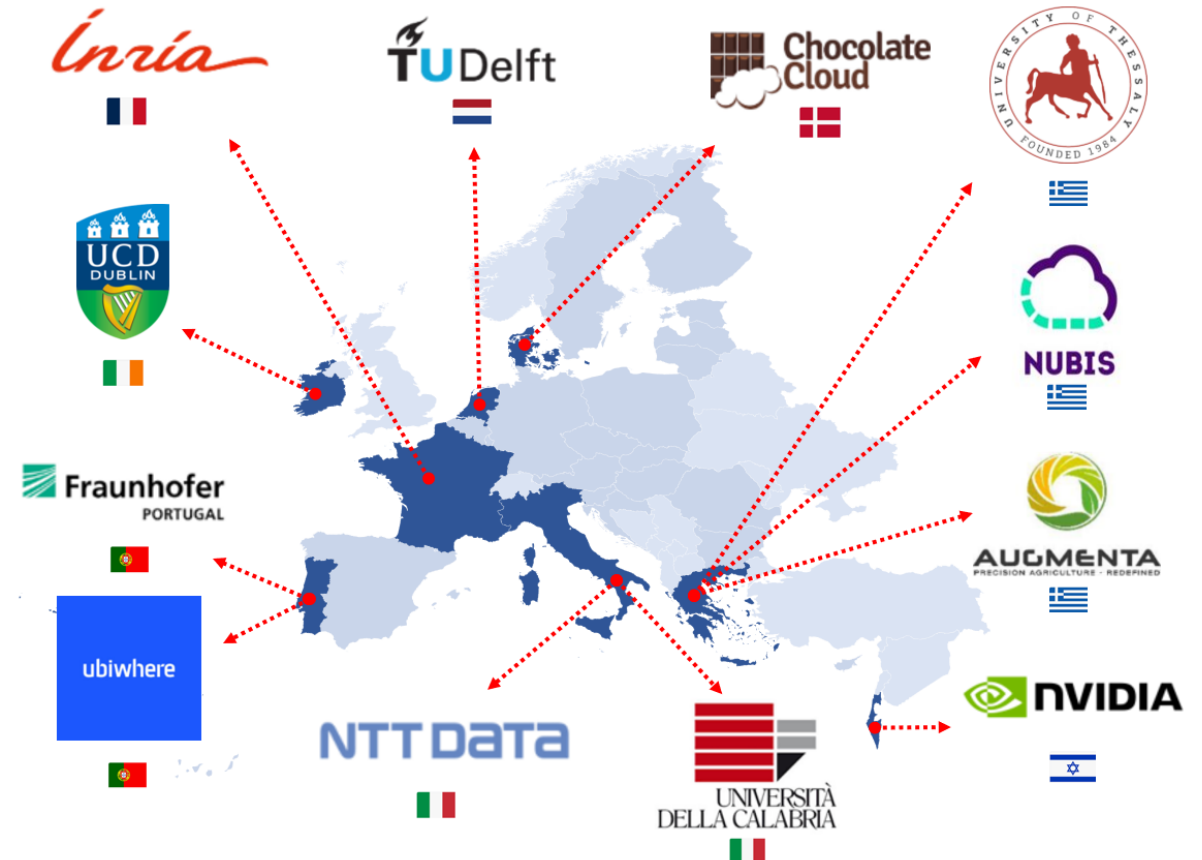 Inria
TUDelft
Chocolate
Cloud
UNIVERSITY OF THESSALY
FOUNDED 1984
UCD
DUBLIN
NUBIS
Fraunhofer
PORTUGAL
AUGMENTA
PRECISION AGRICULTURE - REDEFINED
ubiwhere
NVIDIA
NTT DATA
UNIVERSITÀ
DELLA CALABRIA